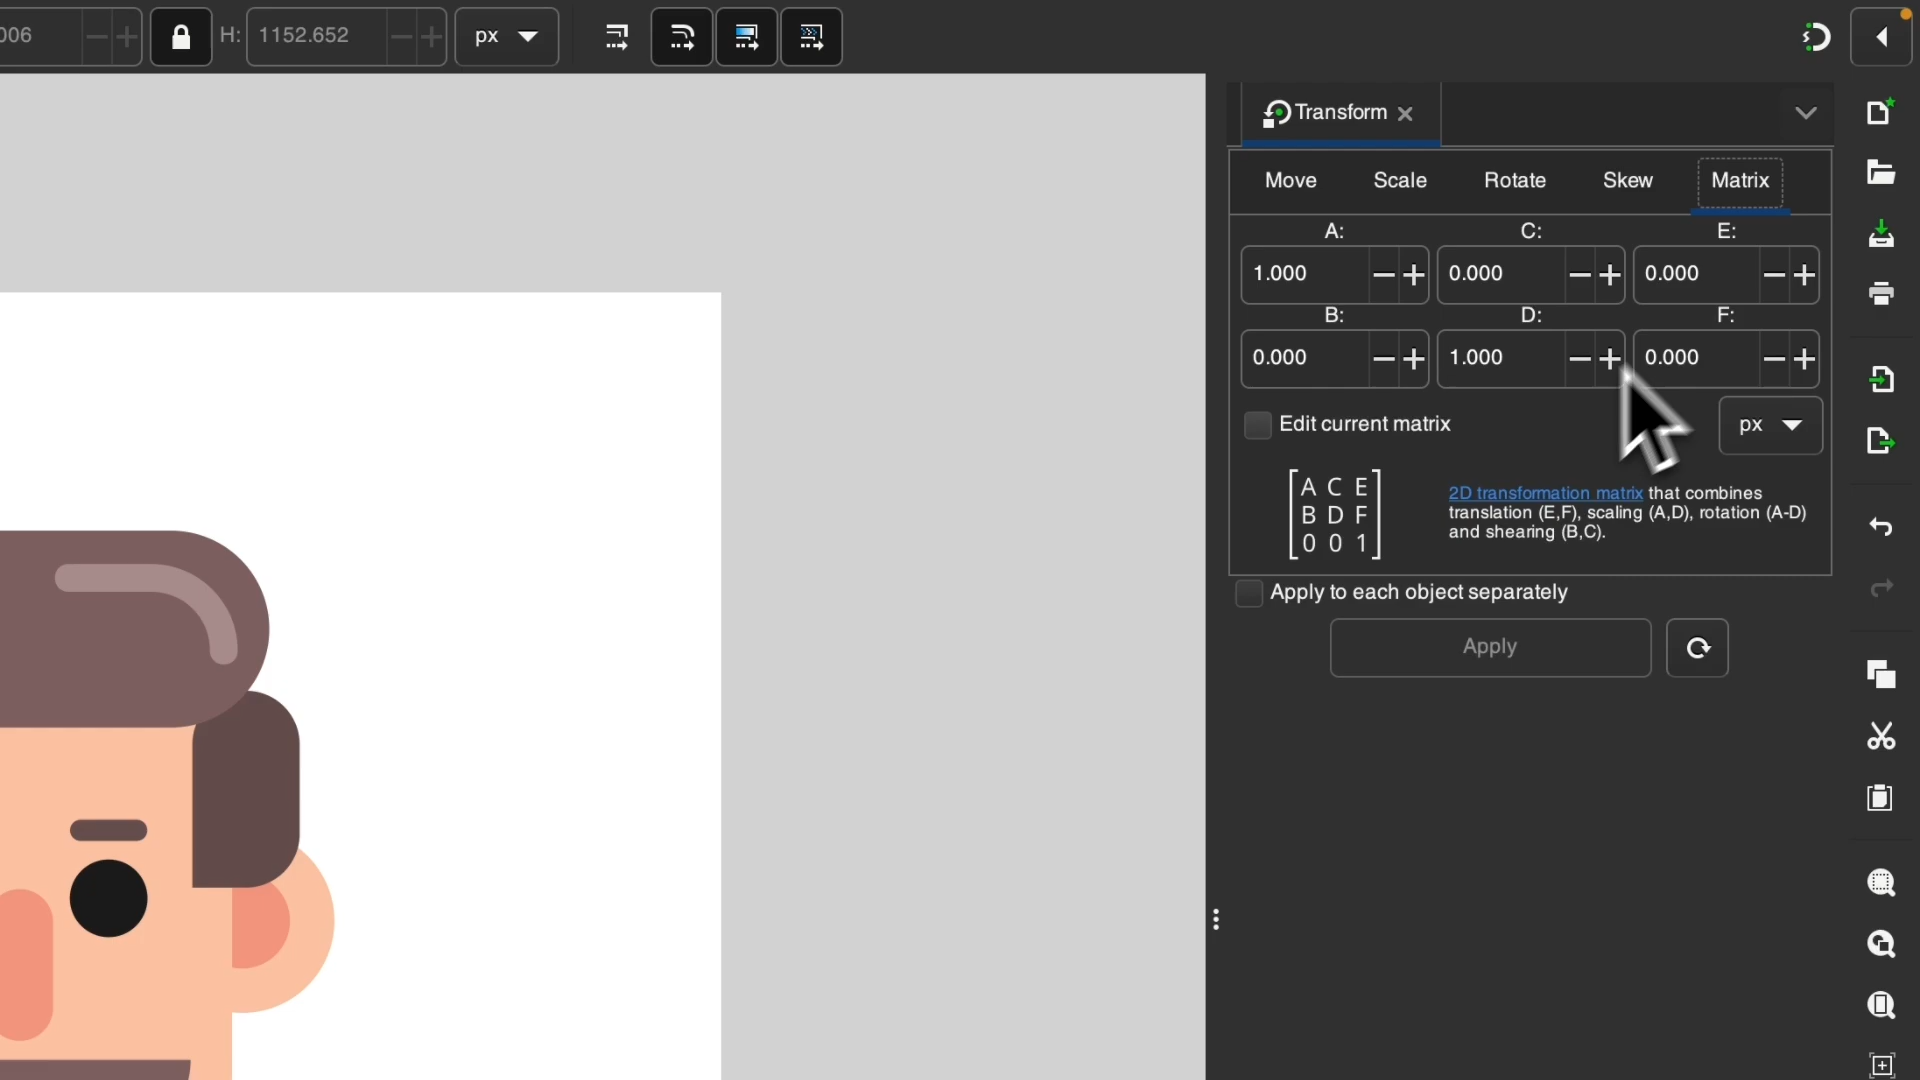 006 H: 1152.652 px
Transform
Move Scale Rotate Skew Matrix
A: C: E:
1.000 0.000 0.000
B: D: F:
0.000 1.000 0.000
Edit current matrix px
A C E
B D F
0 0 1
2D transformation matrix that combines
translation (E,F), scaling (A,D), rotation (A-D)
and shearing (B,C).
Apply to each object separately
Apply